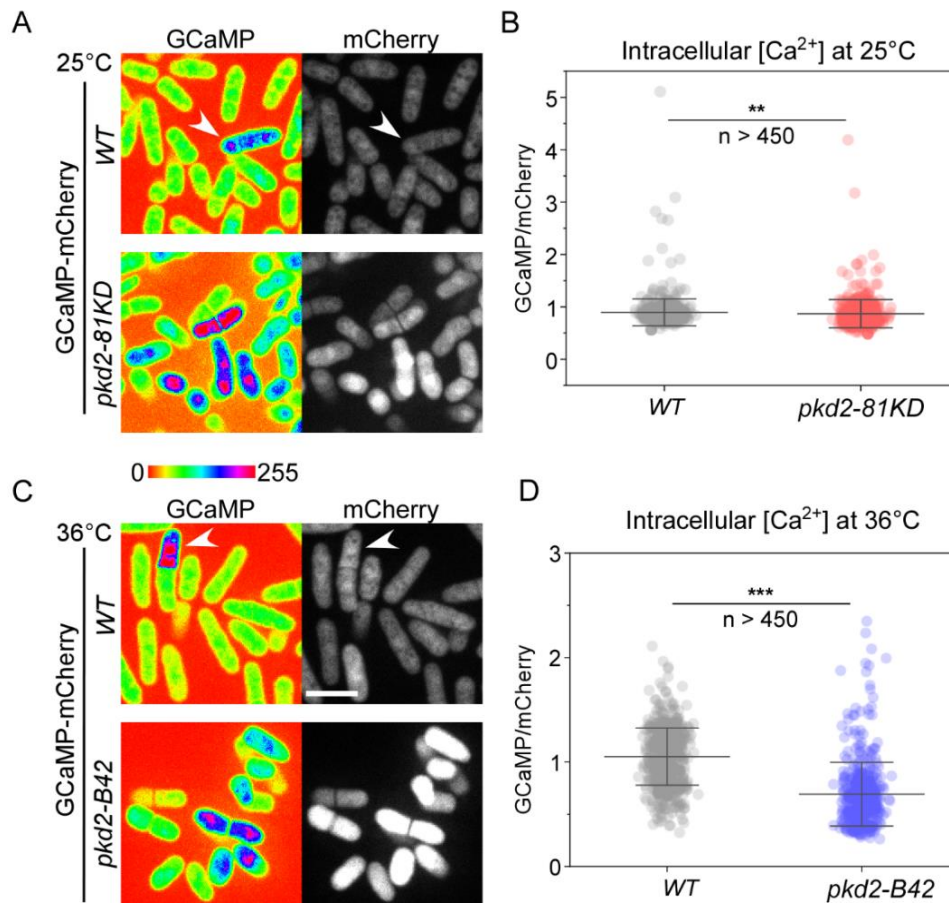 A
GCaMP mCherry
25°C
GCaMP-mCherry
WT
pkd2-81KD
B
Intracellular [Ca²⁺] at 25°C
GCaMP/mCherry
5
4
3
2
1
0
**
n > 450
WT pkd2-81KD
0 255
C
GCaMP mCherry
36°C
GCaMP-mCherry
WT
pkd2-B42
D
Intracellular [Ca²⁺] at 36°C
GCaMP/mCherry
3
2
1
0
***
n > 450
WT pkd2-B42